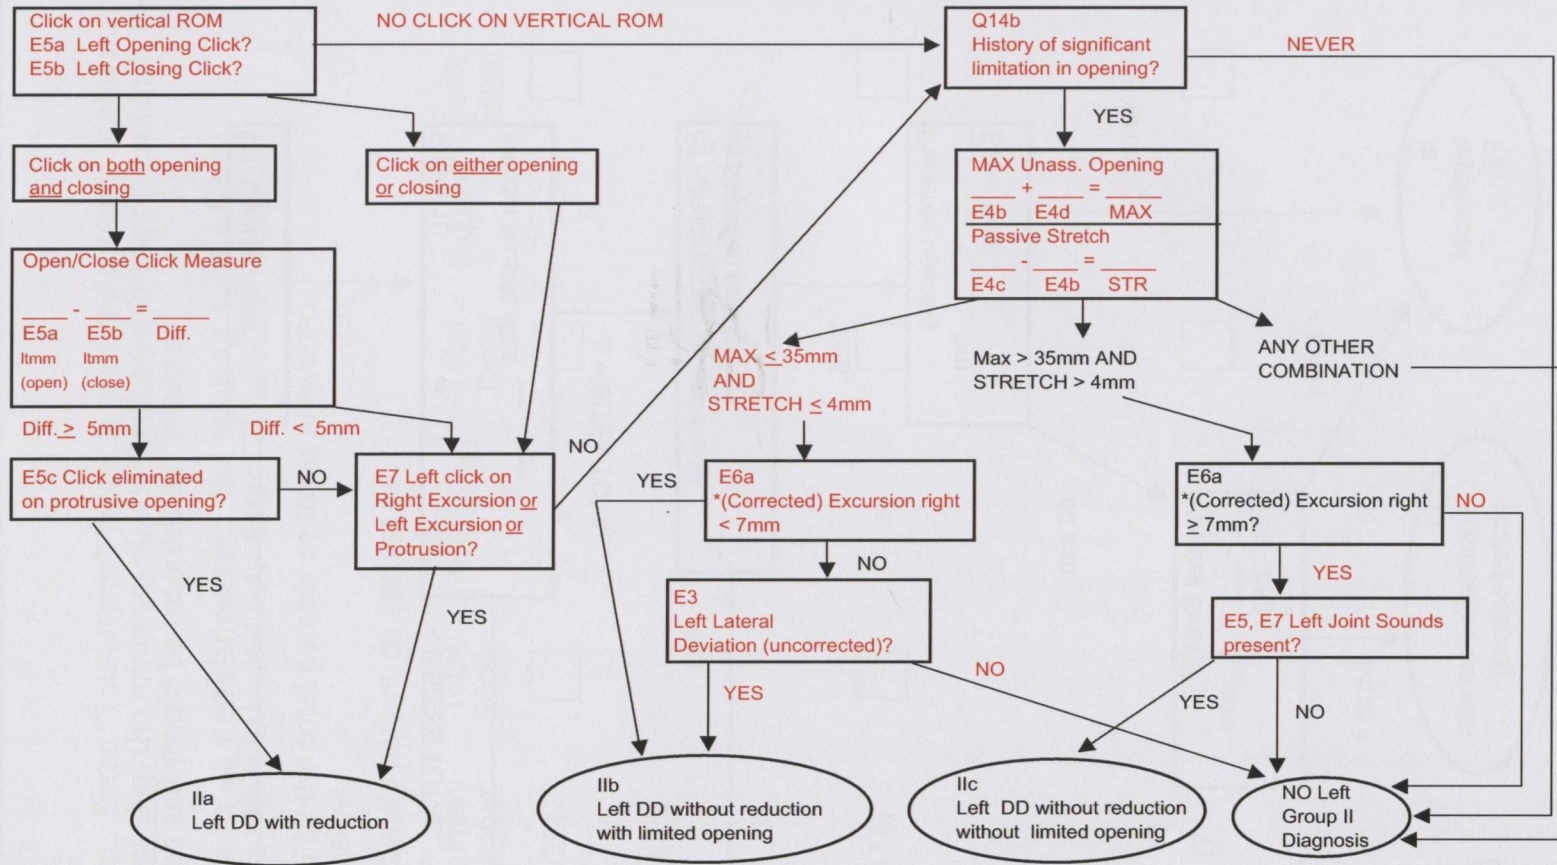 Click on vertical ROM
E5a Left Opening Click?
E5b Left Closing Click?
NO CLICK ON VERTICAL ROM
Q14b
History of significant
limitation in opening?
NEVER
YES
Click on both opening
and closing
Click on either opening
or closing
MAX Unass. Opening
____ + ____ = _____
E4b E4d MAX
Passive Stretch
____ - ____ = _____
E4c E4b STR
Open/Close Click Measure
____ - ____ = _____
E5a E5b Diff.
ltmm ltmm
(open) (close)
MAX ≤ 35mm
AND
STRETCH ≤ 4mm
Max > 35mm AND
STRETCH > 4mm
ANY OTHER
COMBINATION
Diff. ≥ 5mm
Diff. < 5mm
E5c Click eliminated
on protrusive opening?
NO
E7 Left click on
Right Excursion or
Left Excursion or
Protrusion?
NO
YES
E6a
*(Corrected) Excursion right
< 7mm
NO
E6a
*(Corrected) Excursion right
≥ 7mm?
NO
YES
YES
YES
E3
Left Lateral
Deviation (uncorrected)?
YES
NO
E5, E7 Left Joint Sounds
present?
YES
NO
IIa
Left DD with reduction
IIb
Left DD without reduction
with limited opening
IIc
Left DD without reduction
without limited opening
NO Left
Group II
Diagnosis